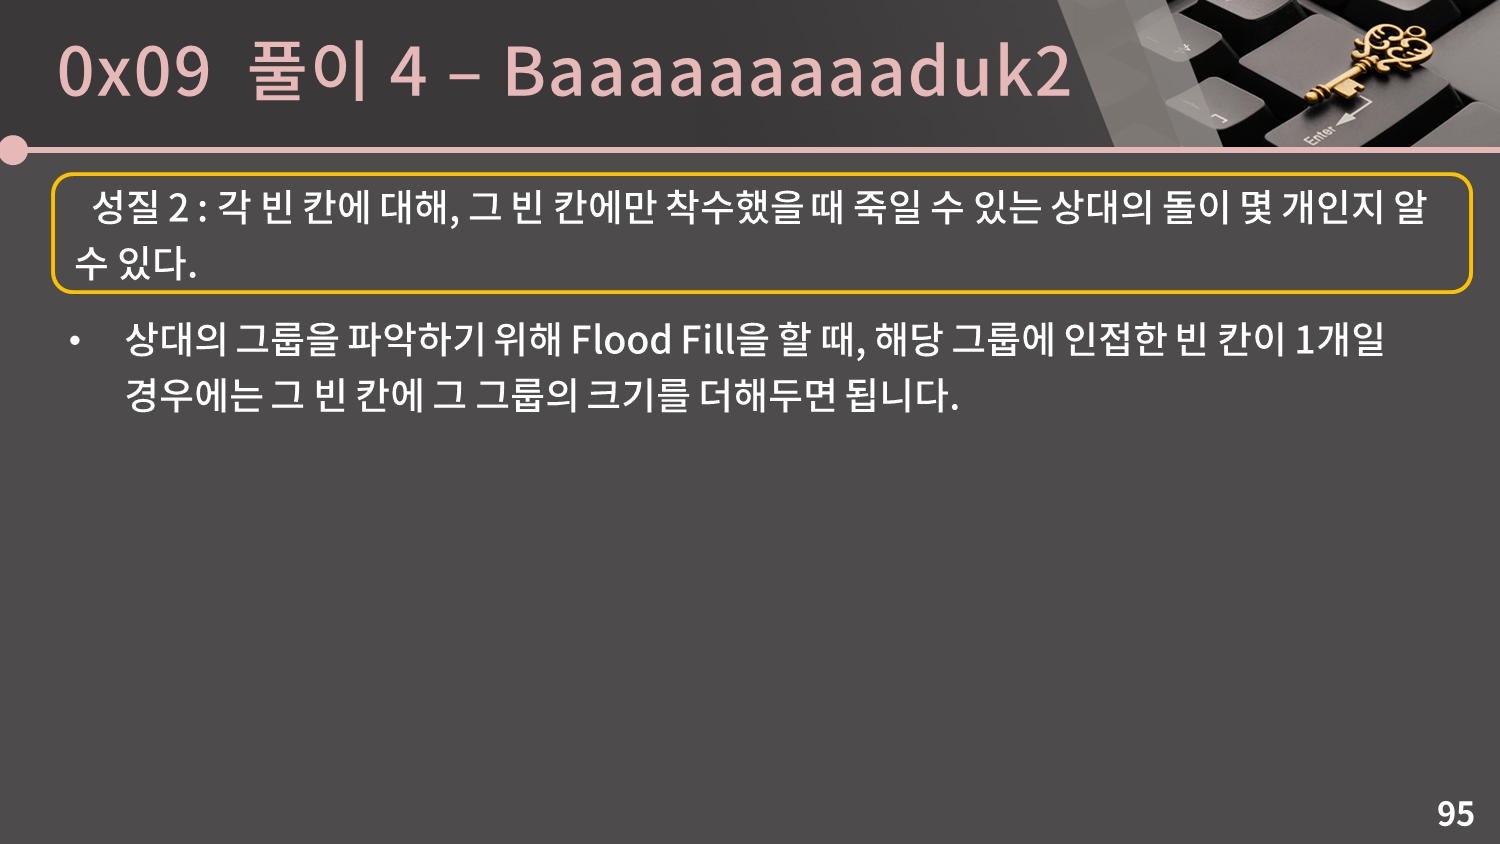 0x09 풀이 4 – Baaaaaaaaaduk2
Enter
성질 2 : 각 빈 칸에 대해, 그 빈 칸에만 착수했을 때 죽일 수 있는 상대의 돌이 몇 개인지 알
수 있다.
• 상대의 그룹을 파악하기 위해 Flood Fill을 할 때, 해당 그룹에 인접한 빈 칸이 1개일
경우에는 그 빈 칸에 그 그룹의 크기를 더해두면 됩니다.
95